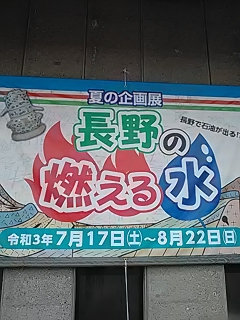 夏の企画展
長野の
長野で石油が出る!?
燃える水
令和3年7月17日(土)~8月22日(日)